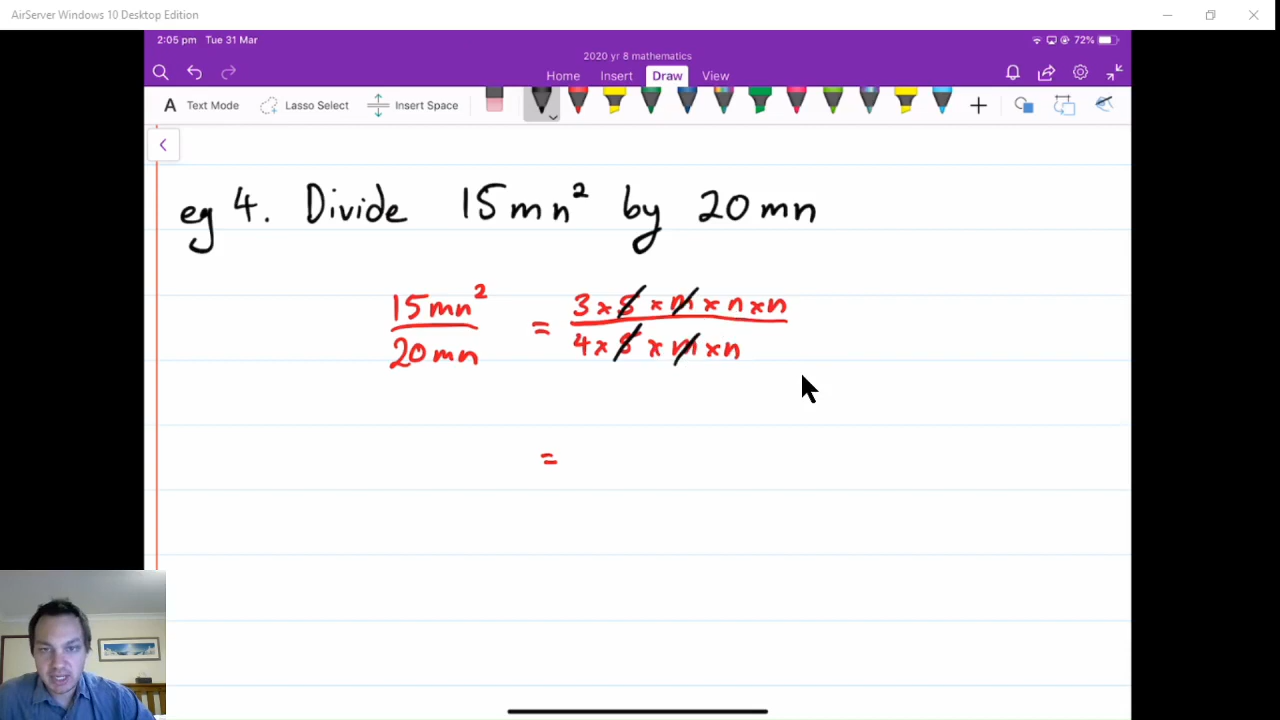 AirServer Windows 10 Desktop Edition
2:05 pm Tue 31 Mar
72%
2020 yr 8 mathematics
Home Insert Draw View
A Text Mode Lasso Select Insert Space
eg 4. Divide 15mn² by 20mn
15mn² / 20mn = 3×5×m×n×n / 4×5×m×n
=